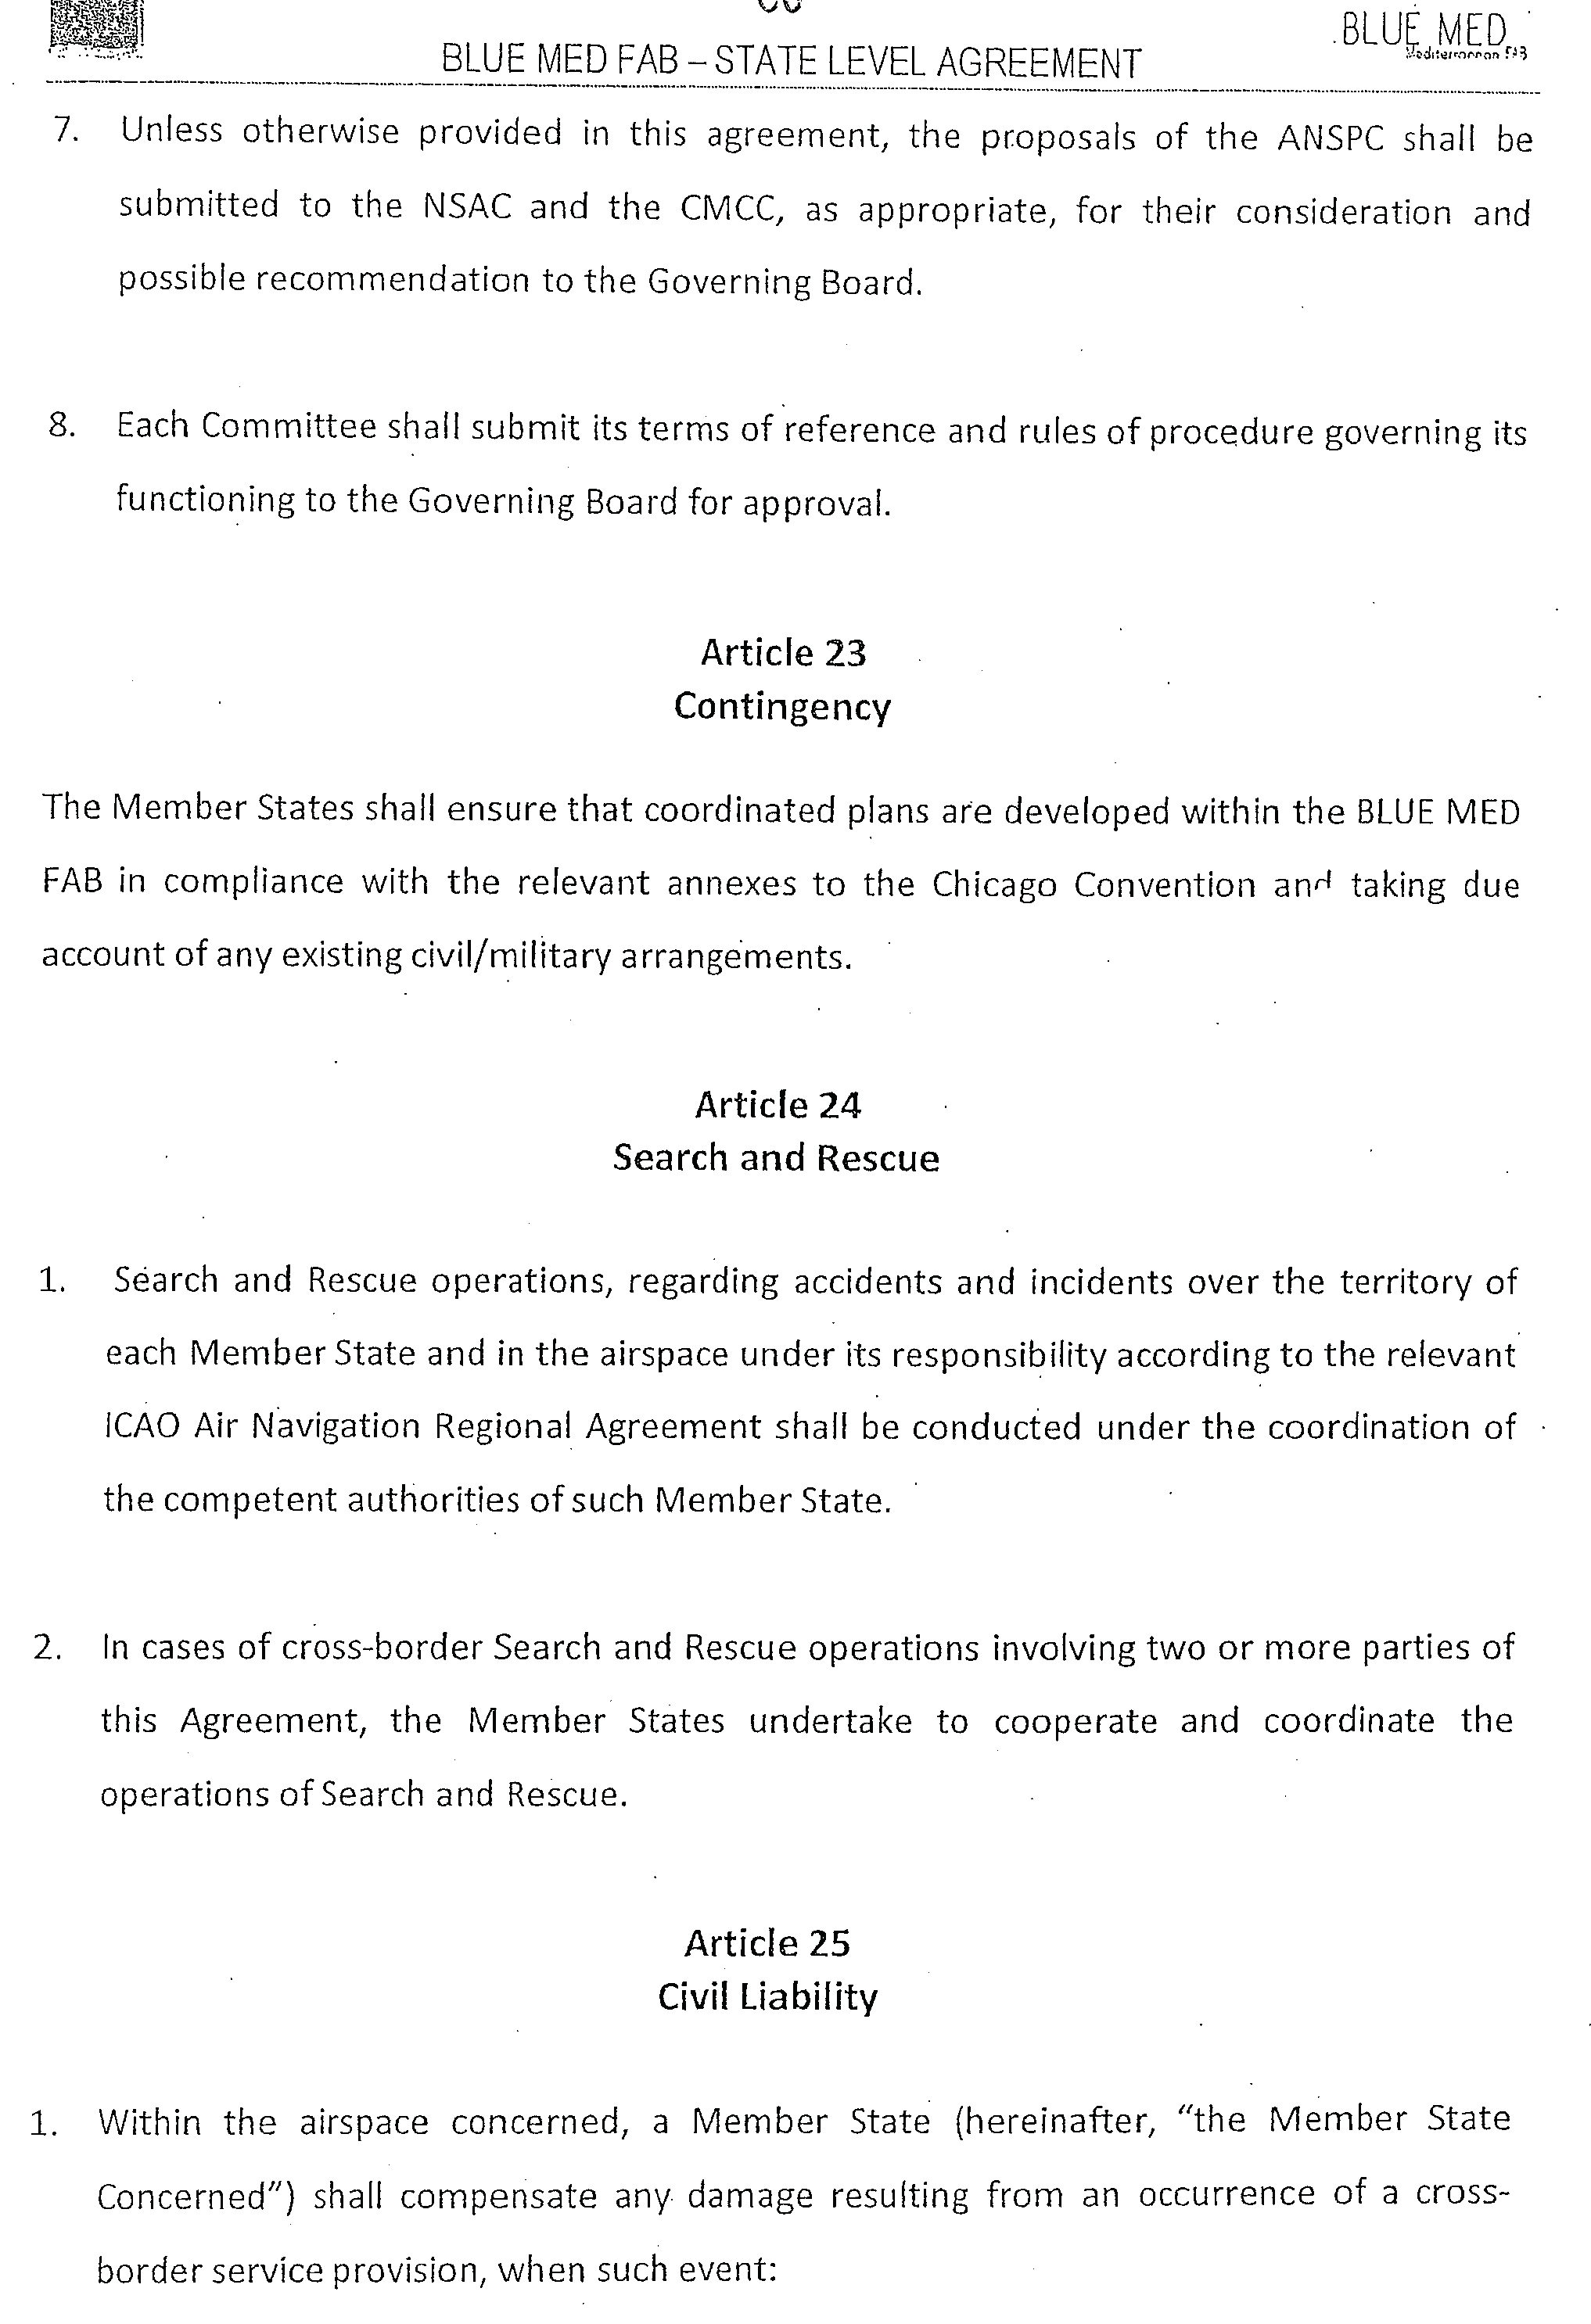 BLUE MED FAB – STATE LEVEL AGREEMENT
BLUE MED
Mediterranean FAB
7. Unless otherwise provided in this agreement, the proposals of the ANSPC shall be
submitted to the NSAC and the CMCC, as appropriate, for their consideration and
possible recommendation to the Governing Board.
8. Each Committee shall submit its terms of reference and rules of procedure governing its
functioning to the Governing Board for approval.
Article 23
Contingency
The Member States shall ensure that coordinated plans are developed within the BLUE MED
FAB in compliance with the relevant annexes to the Chicago Convention and taking due
account of any existing civil/military arrangements.
Article 24
Search and Rescue
1. Search and Rescue operations, regarding accidents and incidents over the territory of
each Member State and in the airspace under its responsibility according to the relevant
ICAO Air Navigation Regional Agreement shall be conducted under the coordination of
the competent authorities of such Member State.
2. In cases of cross-border Search and Rescue operations involving two or more parties of
this Agreement, the Member States undertake to cooperate and coordinate the
operations of Search and Rescue.
Article 25
Civil Liability
1. Within the airspace concerned, a Member State (hereinafter, “the Member State
Concerned”) shall compensate any damage resulting from an occurrence of a cross-
border service provision, when such event: